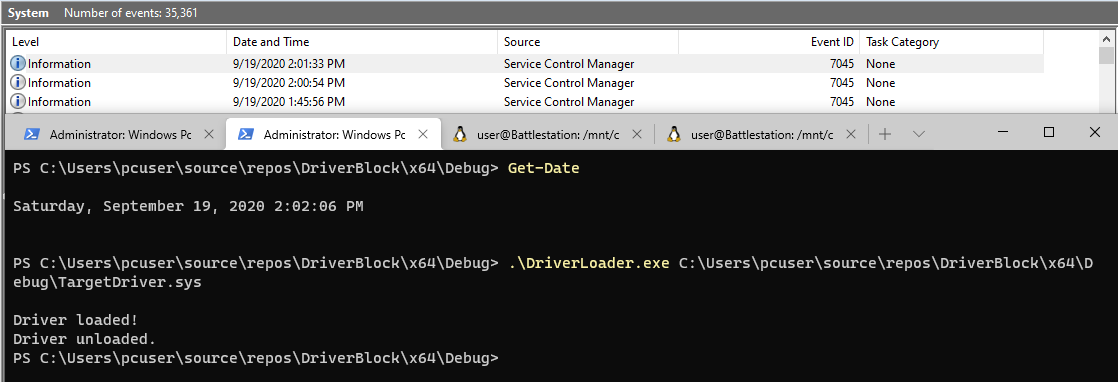 System Number of events: 35,361
Level Date and Time Source Event ID Task Category
Information 9/19/2020 2:01:33 PM Service Control Manager 7045 None
Information 9/19/2020 2:00:54 PM Service Control Manager 7045 None
Information 9/19/2020 1:45:56 PM Service Control Manager 7045 None
Administrator: Windows Pc Administrator: Windows Pc user@Battlestation: /mnt/c user@Battlestation: /mnt/c
PS C:\Users\pcuser\source\repos\DriverBlock\x64\Debug> Get-Date
Saturday, September 19, 2020 2:02:06 PM
PS C:\Users\pcuser\source\repos\DriverBlock\x64\Debug> .\DriverLoader.exe C:\Users\pcuser\source\repos\DriverBlock\x64\D
ebug\TargetDriver.sys
Driver loaded!
Driver unloaded.
PS C:\Users\pcuser\source\repos\DriverBlock\x64\Debug>